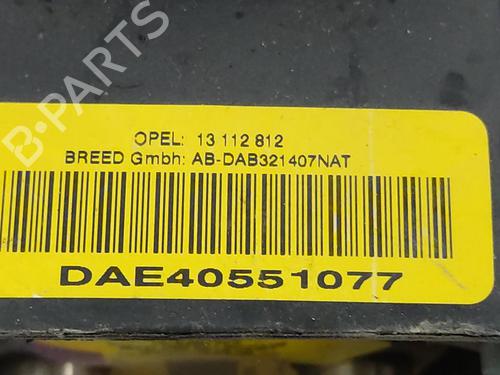 B-PARTS
OPEL: 13 112 812
BREED Gmbh: AB-DAB321407NAT
DAE40551077